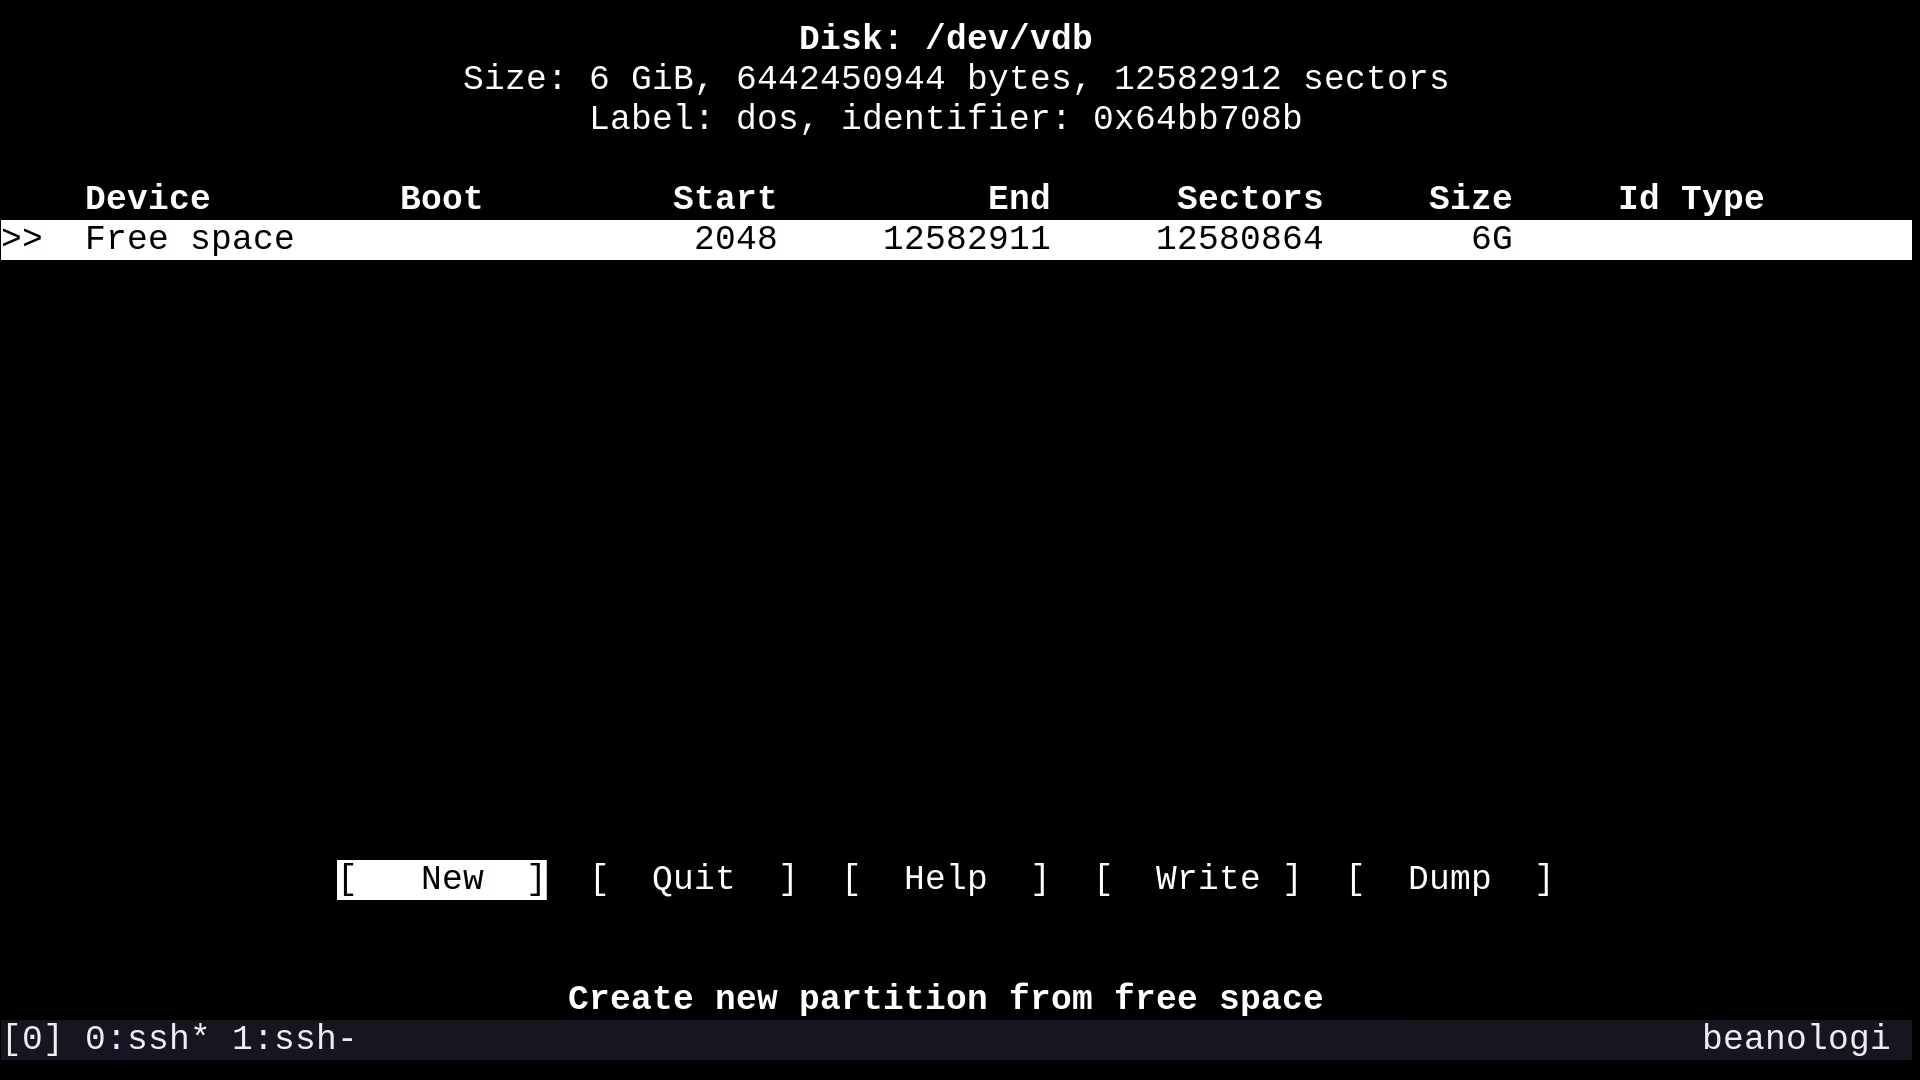 Disk: /dev/vdb
Size: 6 GiB, 6442450944 bytes, 12582912 sectors
Label: dos, identifier: 0x64bb708b
Device Boot Start End Sectors Size Id Type
>> Free space 2048 12582911 12580864 6G
[ New ] [ Quit ] [ Help ] [ Write ] [ Dump ]
Create new partition from free space
[0] 0:ssh* 1:ssh- beanologi